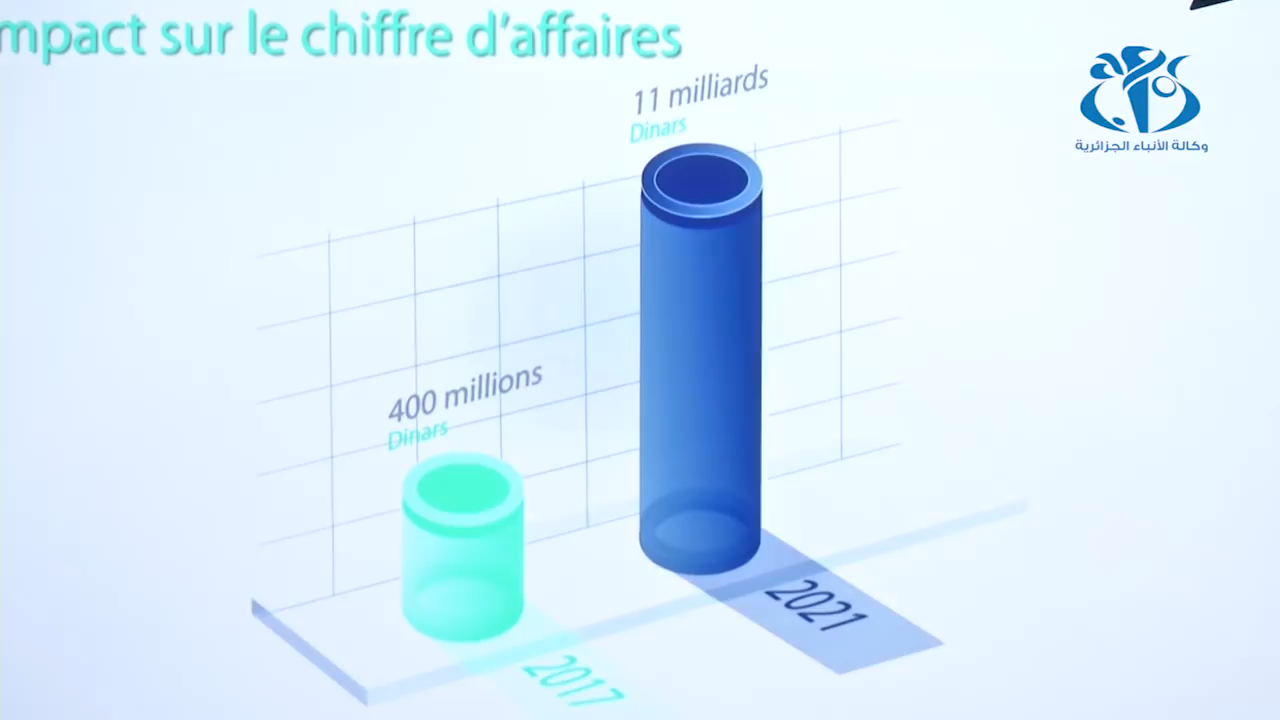 mpact sur le chiffre d'affaires
11 milliards
Dinars
وكالة الأنباء الجزائرية
400 millions
Dinars
2021
2017